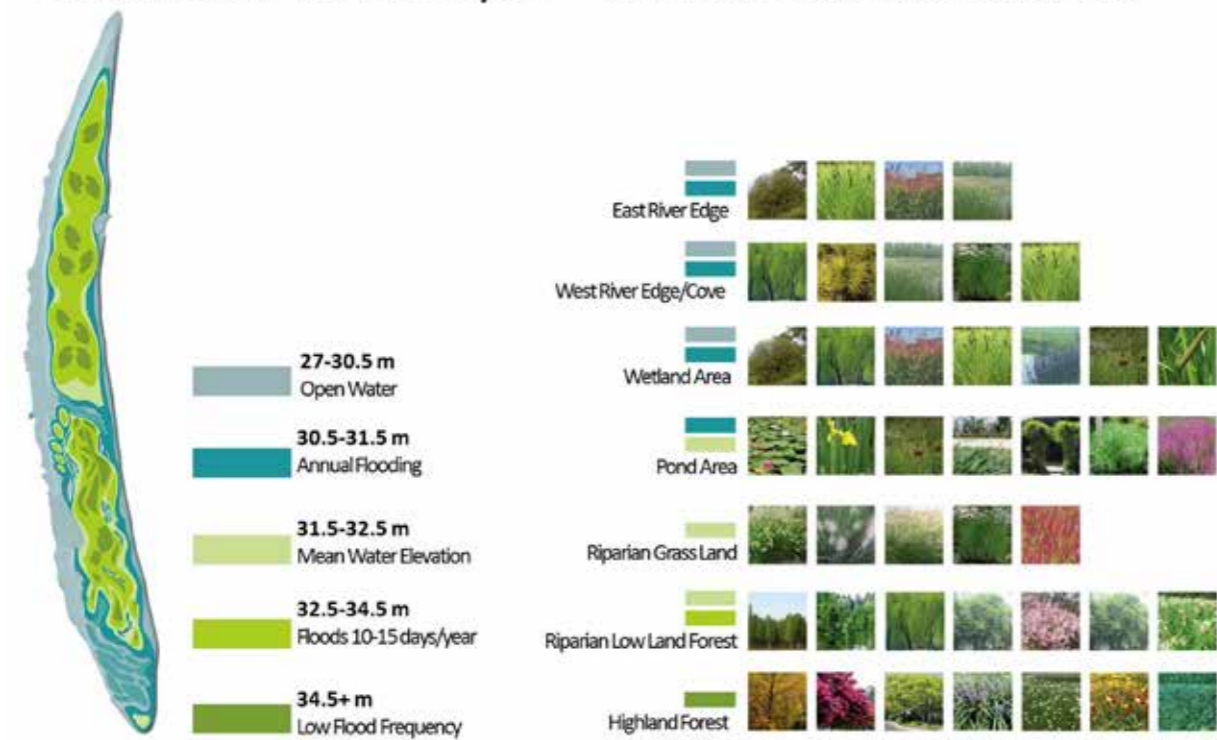 27-30.5 m
Open Water
30.5-31.5 m
Annual Flooding
31.5-32.5 m
Mean Water Elevation
32.5-34.5 m
Floods 10-15 days/year
34.5+ m
Low Flood Frequency
East River Edge
West River Edge/Cove
Wetland Area
Pond Area
Riparian Grass Land
Riparian Low Land Forest
Highland Forest